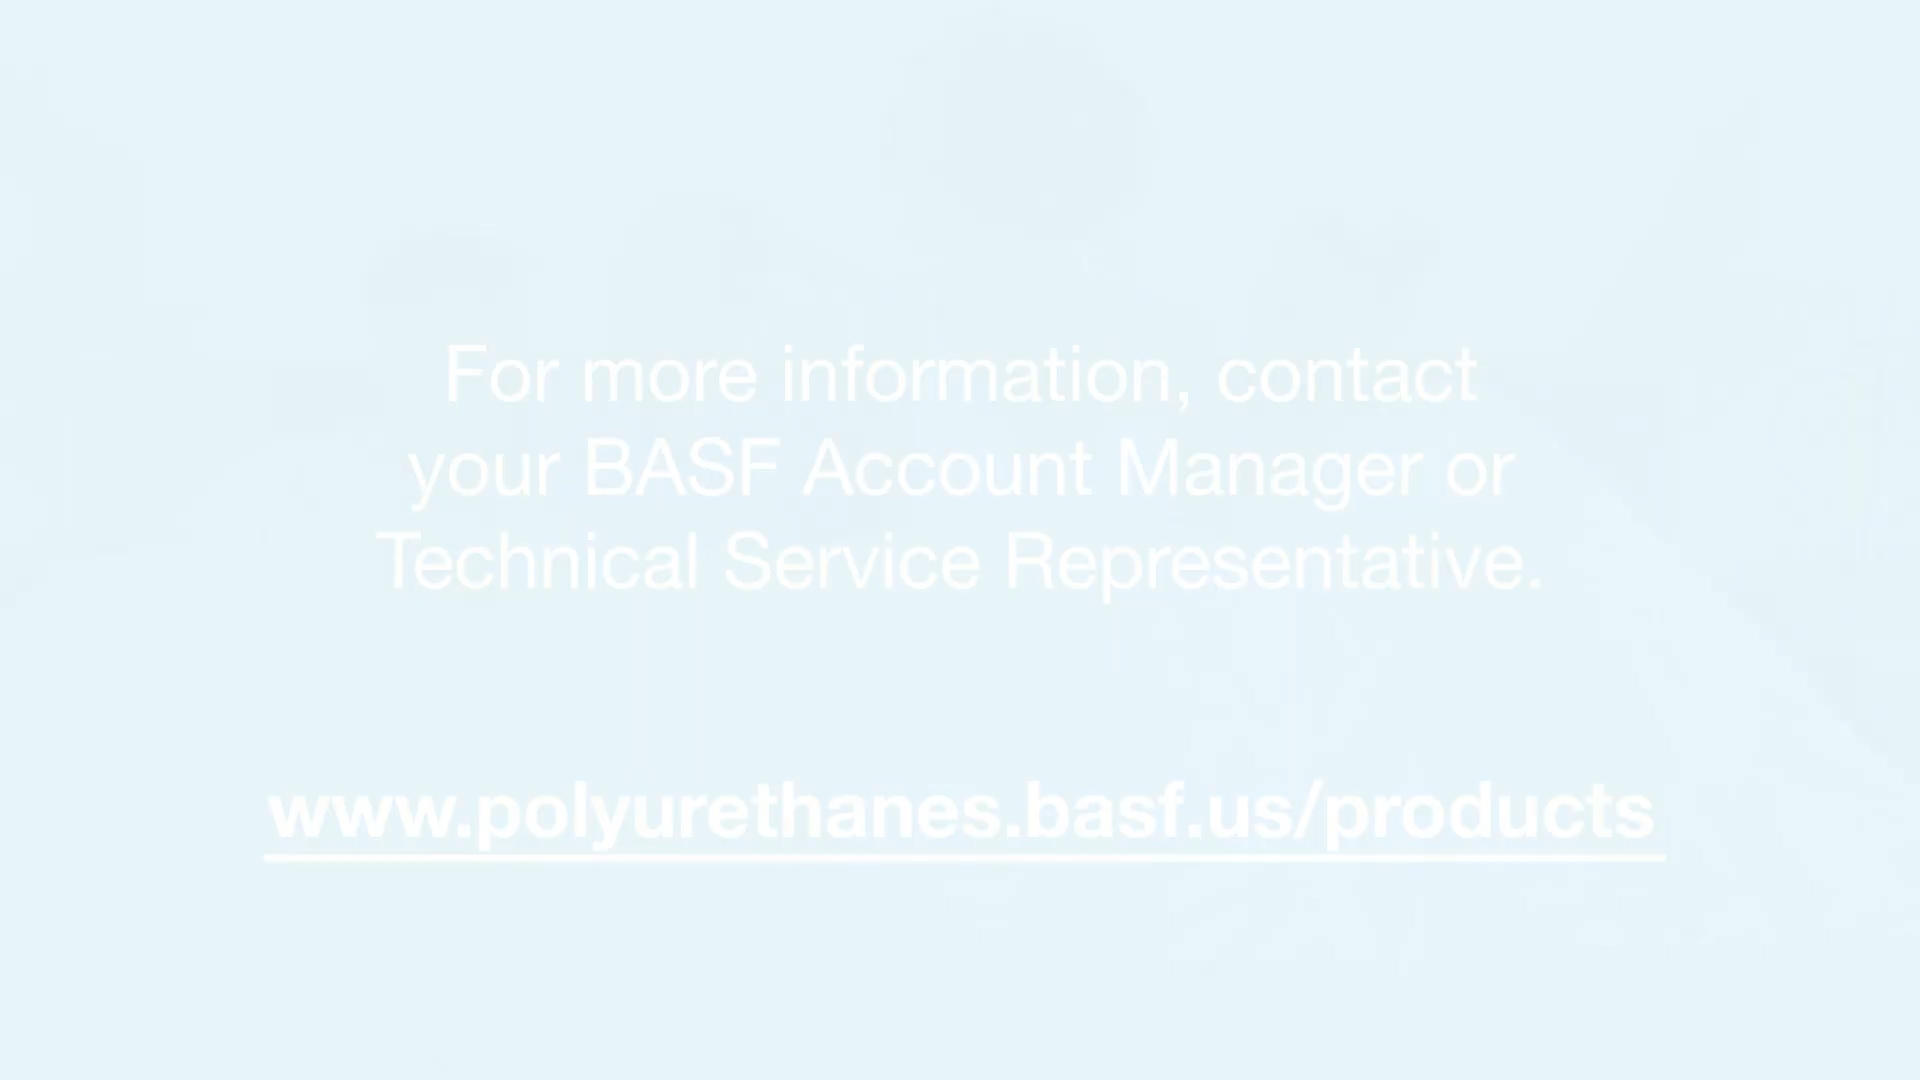 For more information, contact
your BASF Account Manager or
Technical Service Representative.
www.polyurethanes.basf.us/products